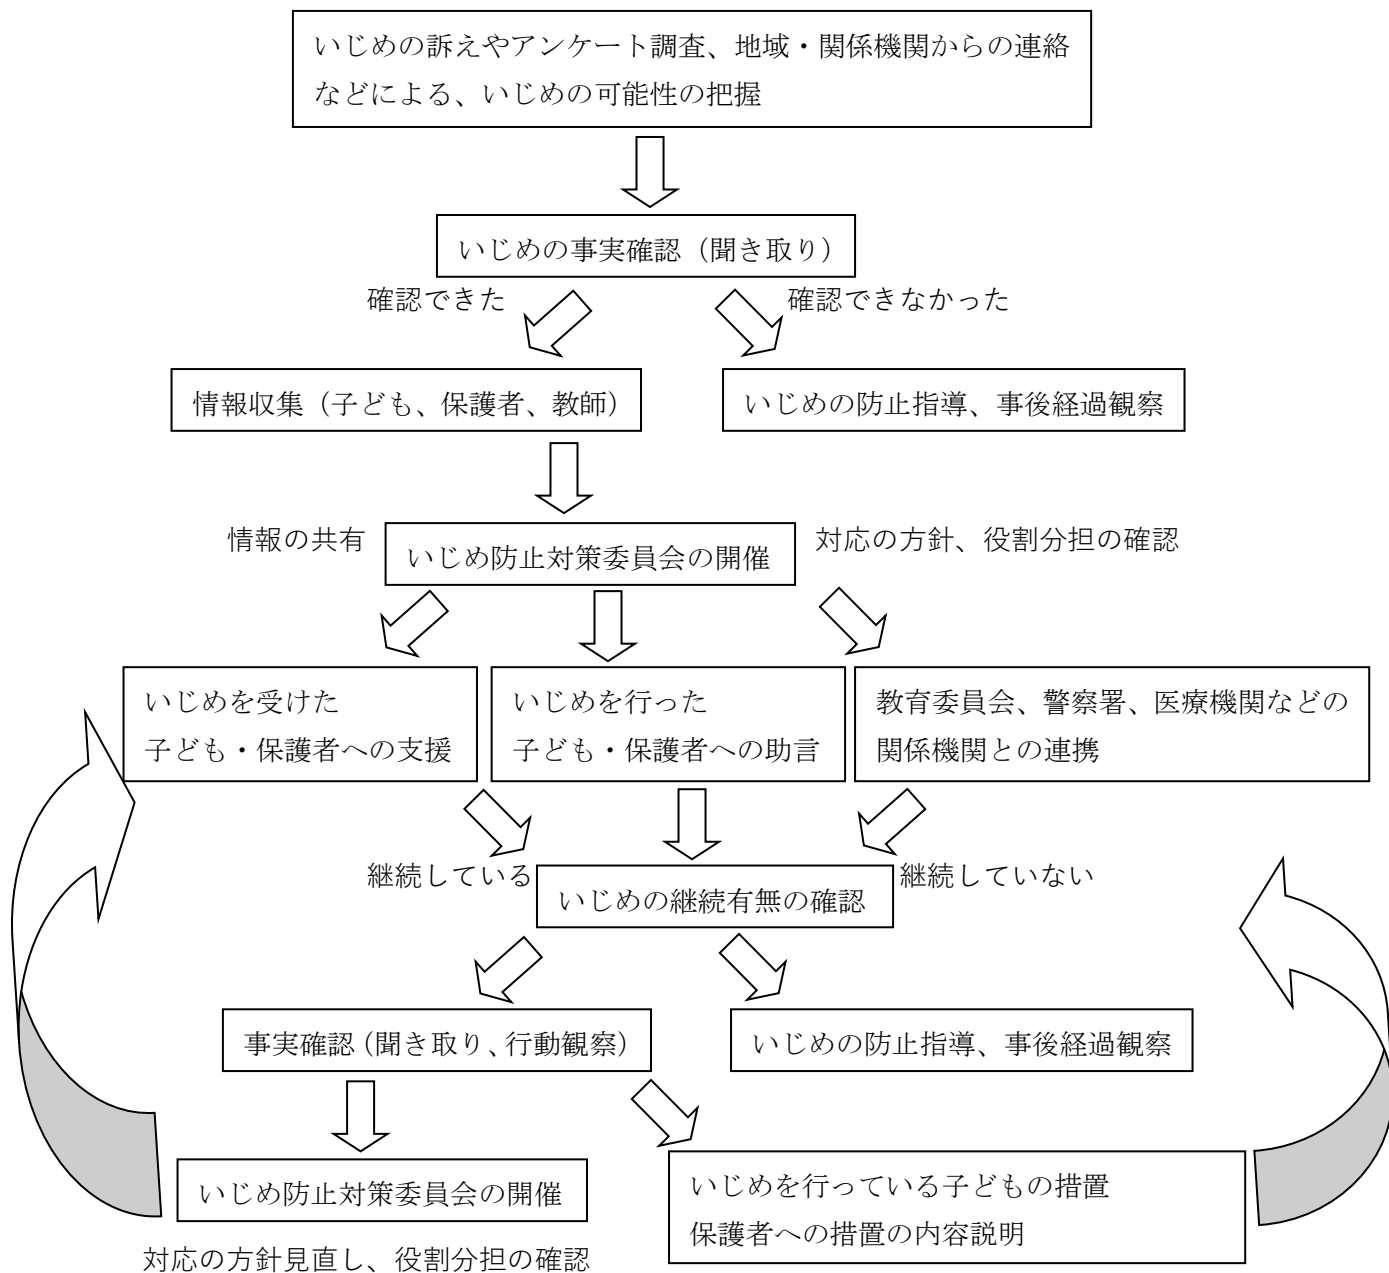 いじめの訴えやアンケート調査、地域・関係機関からの連絡
などによる、いじめの可能性の把握
いじめの事実確認（聞き取り）
確認できた
確認できなかった
情報収集（子ども、保護者、教師）
いじめの防止指導、事後経過観察
情報の共有
いじめ防止対策委員会の開催
対応の方針、役割分担の確認
いじめを受けた
子ども・保護者への支援
いじめを行った
子ども・保護者への助言
教育委員会、警察署、医療機関などの
関係機関との連携
継続している
いじめの継続有無の確認
継続していない
事実確認（聞き取り、行動観察）
いじめの防止指導、事後経過観察
いじめ防止対策委員会の開催
対応の方針見直し、役割分担の確認
いじめを行っている子どもの措置
保護者への措置の内容説明